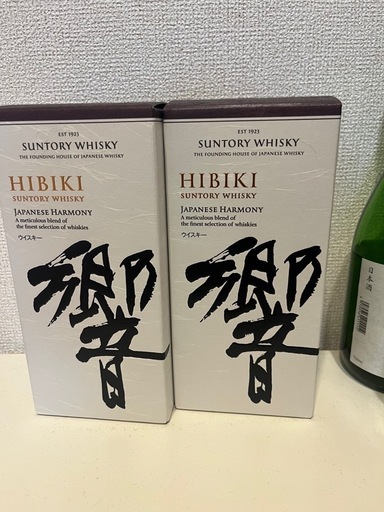 EST 1923
SUNTORY WHISKY
THE FOUNDING HOUSE OF JAPANESE WHISKY
HIBIKI
SUNTORY WHISKY
JAPANESE HARMONY
A meticulous blend of
the finest selection of whiskies
ウイスキー
響
EST 1923
SUNTORY WHISKY
THE FOUNDING HOUSE OF JAPANESE WHISKY
HIBIKI
SUNTORY WHISKY
JAPANESE HARMONY
A meticulous blend of
the finest selection of whiskies
ウイスキー
響
日本酒